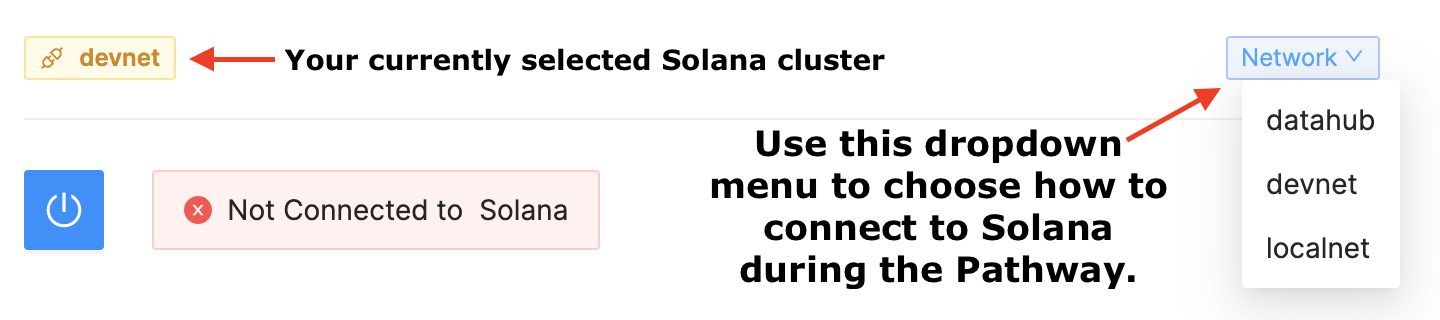 devnet
Your currently selected Solana cluster
Network
datahub
devnet
localnet
Use this dropdown
menu to choose how to
connect to Solana
during the Pathway.
Not Connected to Solana